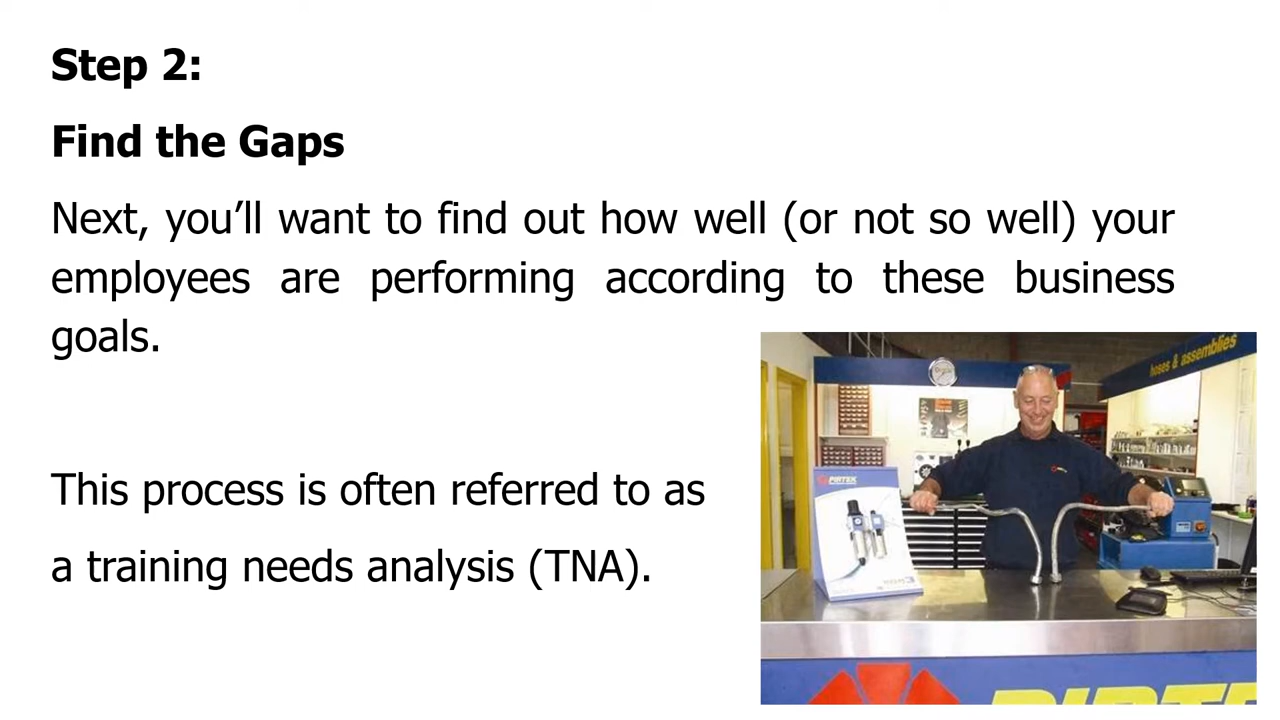 Step 2:
Find the Gaps
Next, you’ll want to find out how well (or not so well) your
employees are performing according to these business
goals.
This process is often referred to as
a training needs analysis (TNA).
hoses & assemblies
PIRTEK
PIRTEK